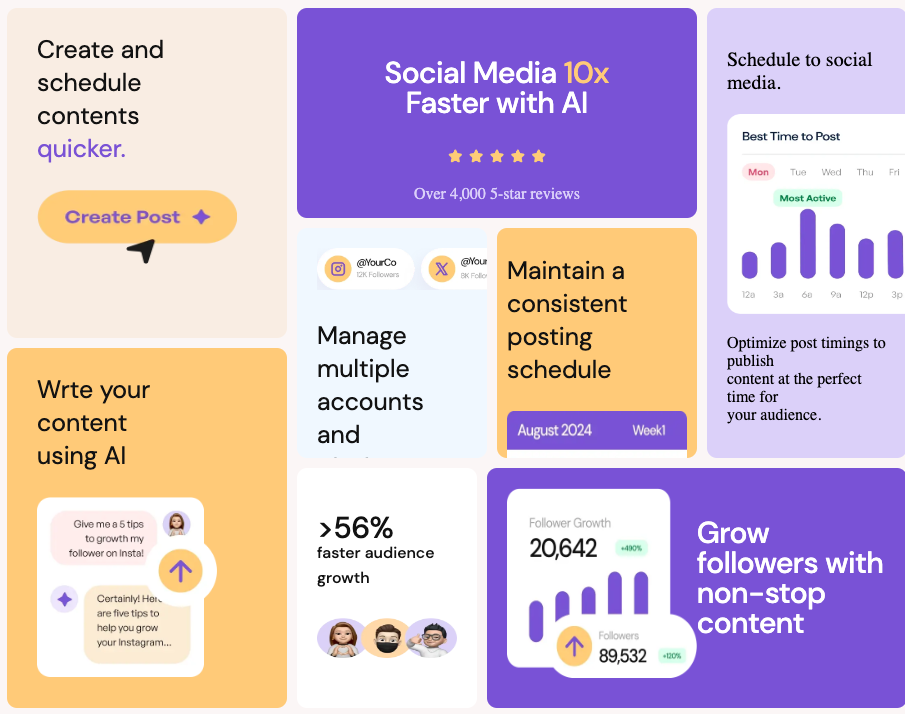 Create and
schedule
contents
quicker.
Create Post
Social Media 10x
Faster with AI
Over 4,000 5-star reviews
Schedule to social
media.
Best Time to Post
Mon Tue Wed Thu Fri
Most Active
12a 3a 6a 9a 12p 3p
Optimize post timings to
publish
content at the perfect
time for
your audience.
@YourCo
12K Followers
8K
Manage
multiple
accounts
and
Maintain a
consistent
posting
schedule
August 2024 Week1
Wrte your
content
using AI
Give me a 5 tips
to growth my
follower on Insta!
Certainly!
are five tips to
help you grow
your Instagram...
>56%
faster audience
growth
Follower Growth
20,642 +490%
Followers
89,532 +120%
Grow
followers with
non-stop
content